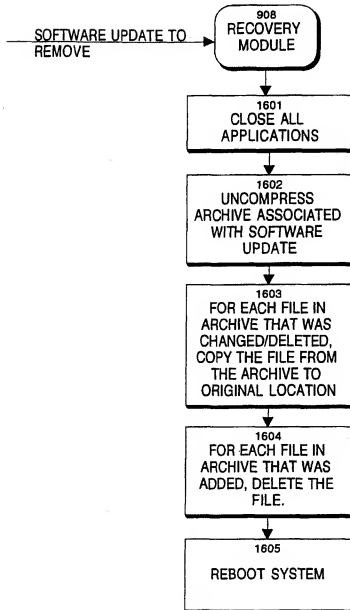 SOFTWARE UPDATE TO
REMOVE
908
RECOVERY
MODULE
1601
CLOSE ALL
APPLICATIONS
1602
UNCOMPRESS
ARCHIVE ASSOCIATED
WITH SOFTWARE
UPDATE
1603
FOR EACH FILE IN
ARCHIVE THAT WAS
CHANGED/DELETED,
COPY THE FILE FROM
THE ARCHIVE TO
ORIGINAL LOCATION
1604
FOR EACH FILE IN
ARCHIVE THAT WAS
ADDED, DELETE THE
FILE.
1605
REBOOT SYSTEM